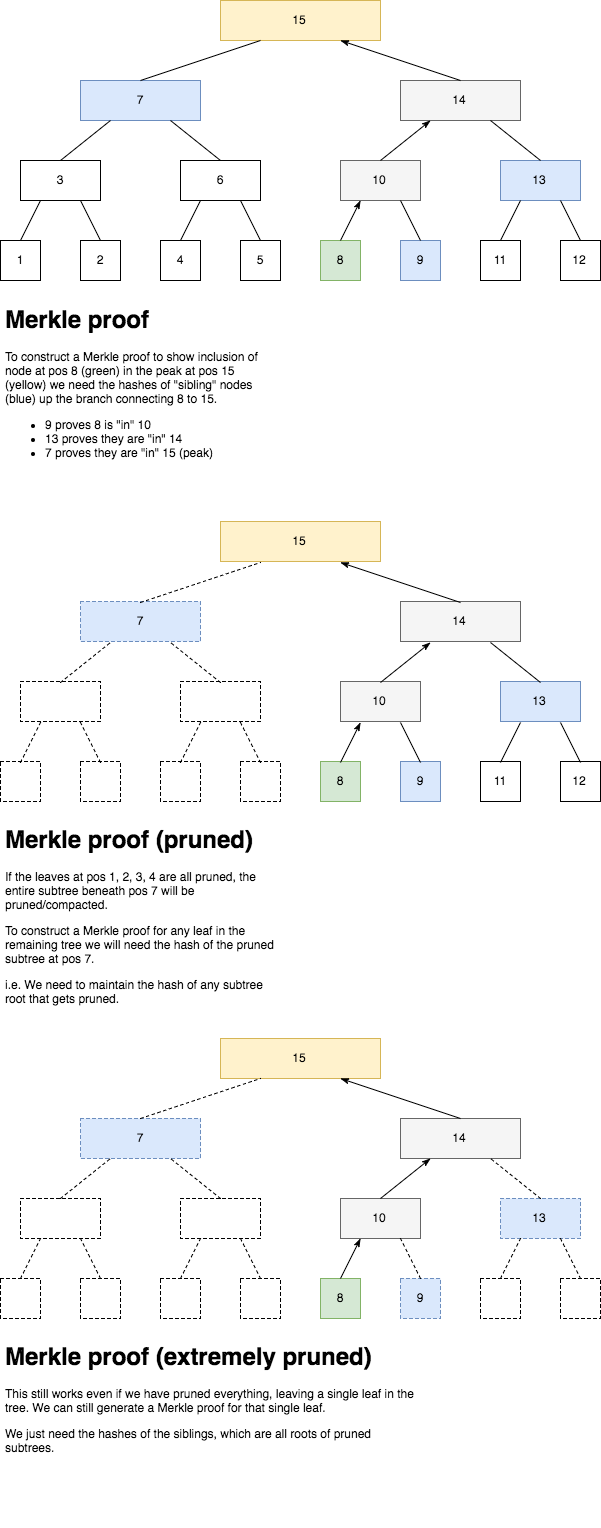 15
7
14
3
6
10
13
1
2
4
5
8
9
11
12
Merkle proof
To construct a Merkle proof to show inclusion of
node at pos 8 (green) in the peak at pos 15
(yellow) we need the hashes of "sibling" nodes
(blue) up the branch connecting 8 to 15.
• 9 proves 8 is "in" 10
• 13 proves they are "in" 14
• 7 proves they are "in" 15 (peak)
15
7
14
10
13
8
9
11
12
Merkle proof (pruned)
If the leaves at pos 1, 2, 3, 4 are all pruned, the
entire subtree beneath pos 7 will be
pruned/compacted.
To construct a Merkle proof for any leaf in the
remaining tree we will need the hash of the pruned
subtree at pos 7.
i.e. We need to maintain the hash of any subtree
root that gets pruned.
15
7
14
10
13
8
9
Merkle proof (extremely pruned)
This still works even if we have pruned everything, leaving a single leaf in the
tree. We can still generate a Merkle proof for that single leaf.
We just need the hashes of the siblings, which are all roots of pruned
subtrees.